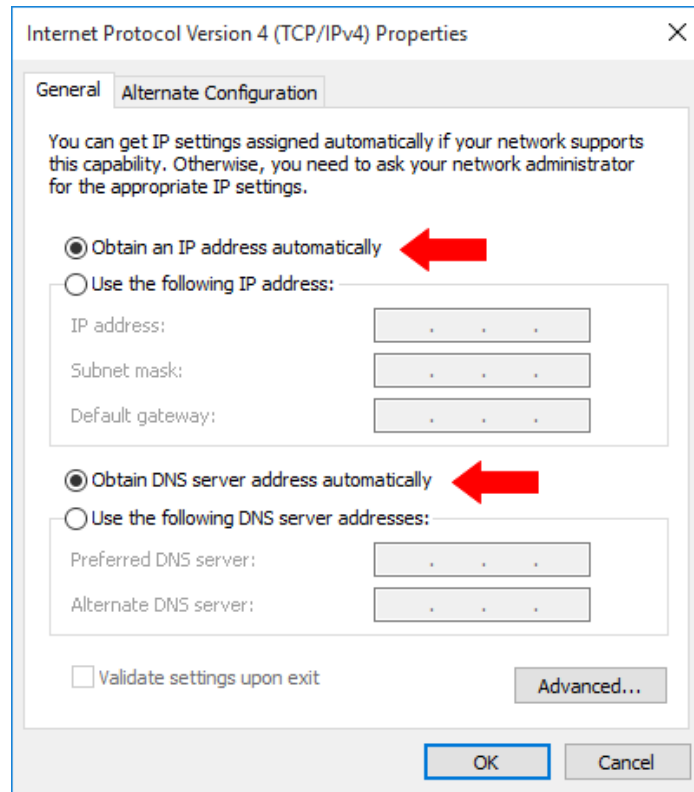 Internet Protocol Version 4 (TCP/IPv4) Properties
General
Alternate Configuration
You can get IP settings assigned automatically if your network supports
this capability. Otherwise, you need to ask your network administrator
for the appropriate IP settings.
Obtain an IP address automatically
Use the following IP address:
IP address:
Subnet mask:
Default gateway:
Obtain DNS server address automatically
Use the following DNS server addresses:
Preferred DNS server:
Alternate DNS server:
Validate settings upon exit
Advanced...
OK
Cancel